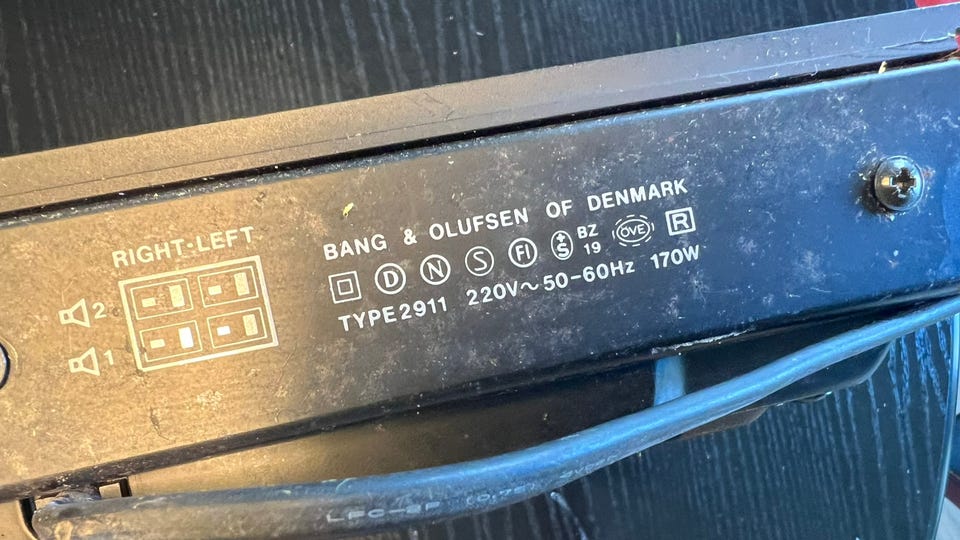 RIGHT·LEFT
2
1
BANG & OLUFSEN OF DENMARK
D N S FI +S BZ 19 ÖVE R
TYPE 2911 220V~50-60Hz 170W